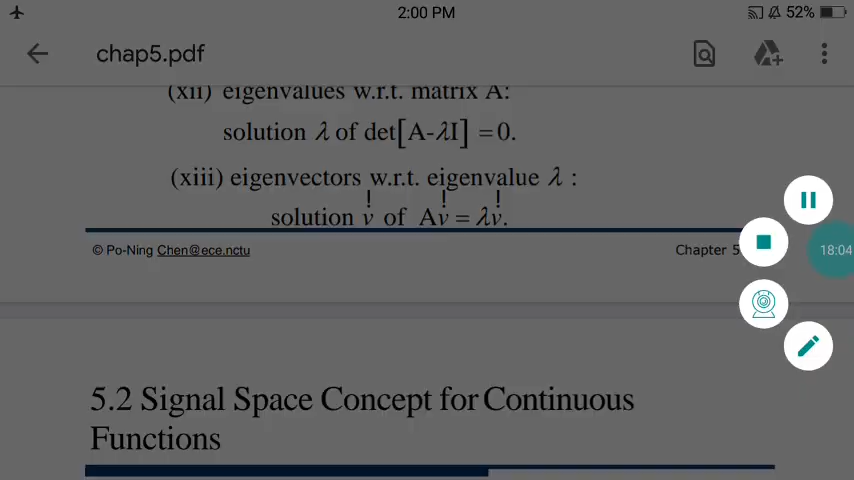 2:00 PM
52%
chap5.pdf
(xii) eigenvalues w.r.t. matrix A:
solution λ of det[A-λI] = 0.
(xiii) eigenvectors w.r.t. eigenvalue λ :
! ! !
solution v of Av = λv.
© Po-Ning Chen@ece.nctu
Chapter 5
18:04
5.2 Signal Space Concept for Continuous
Functions